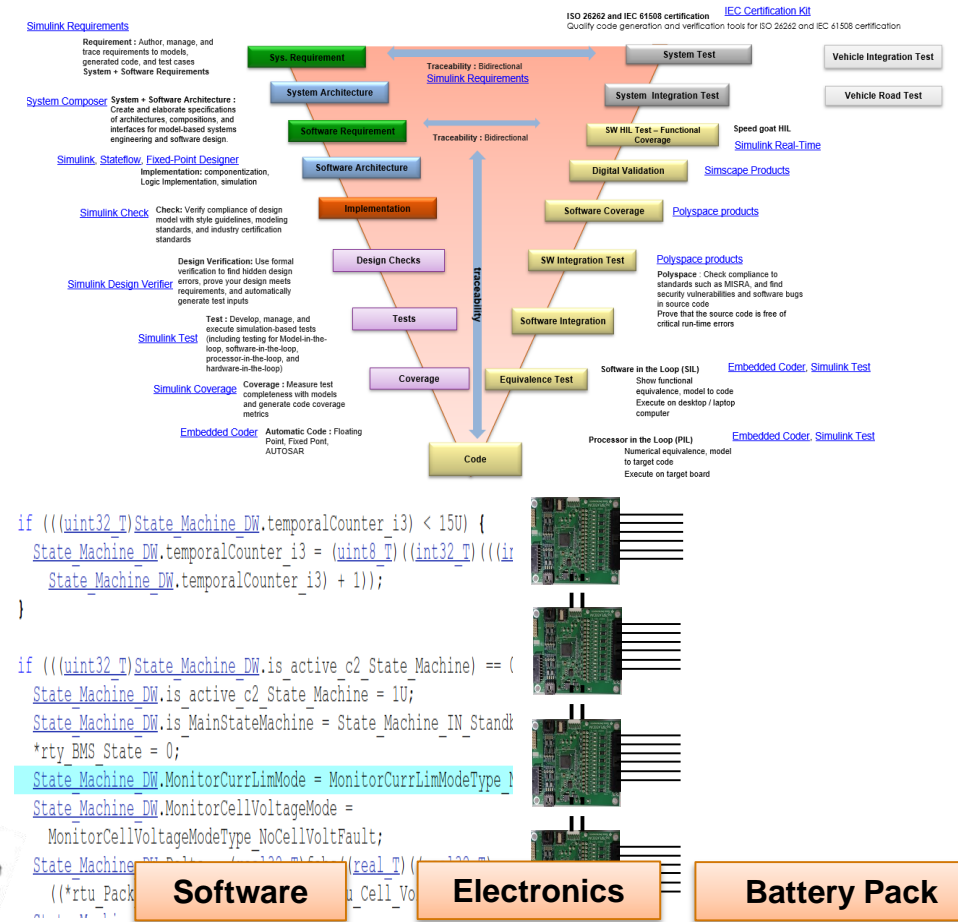 ISO 26262 and IEC 61508 certification IEC Certification Kit
Qualify code generation and verification tools for ISO 26262 and IEC 61508 certification
Simulink Requirements
Requirement : Author, manage, and
trace requirements to models,
generated code, and test cases
System + Software Requirements
Sys. Requirement
Traceability : Bidirectional
Simulink Requirements
System Test
Vehicle Integration Test
System Composer
System + Software Architecture :
Create and elaborate specifications
of architectures, compositions, and
interfaces for model-based systems
engineering and software design.
System Architecture
System Integration Test
Vehicle Road Test
Software Requirement
Traceability : Bidirectional
SW HIL Test – Functional
Coverage
Speed goat HIL
Simulink Real-Time
Simulink, Stateflow, Fixed-Point Designer
Implementation: componentization,
Logic Implementation, simulation
Software Architecture
Digital Validation
Simscape Products
Simulink Check
Check: Verify compliance of design
model with style guidelines, modeling
standards, and industry certification
standards
Implementation
Software Coverage
Polyspace products
Simulink Design Verifier
Design Verification: Use formal
verification to find hidden design
errors, prove your design meets
requirements, and automatically
generate test inputs
Design Checks
traceability
SW Integration Test
Polyspace products
Polyspace : Check compliance to
standards such as MISRA, and find
security vulnerabilities and software bugs
in source code
Prove that the source code is free of
critical run-time errors
Simulink Test
Test : Develop, manage, and
execute simulation-based tests
(including testing for Model-in-the-
loop, software-in-the-loop,
processor-in-the-loop, and
hardware-in-the-loop)
Tests
Software Integration
Simulink Coverage
Coverage : Measure test
completeness with models
and generate code coverage
metrics
Coverage
Equivalence Test
Software in the Loop (SIL)
Show functional
equivalence, model to code
Execute on desktop / laptop
computer
Embedded Coder, Simulink Test
Embedded Coder
Automatic Code : Floating
Point, Fixed Pont,
AUTOSAR
Code
Processor in the Loop (PIL)
Numerical equivalence, model
to target code
Execute on target board
Embedded Coder, Simulink Test
if (((uint32_T)State_Machine_DW.temporalCounter_i3) < 15U) {
State_Machine_DW.temporalCounter_i3 = (uint8_T)((int32_T)(((
State_Machine_DW.temporalCounter_i3) + 1));
}
if (((uint32_T)State_Machine_DW.is_active_c2_State_Machine) ==
State_Machine_DW.is_active_c2_State_Machine = 1U;
State_Machine_DW.is_MainStateMachine = State_Machine_IN_Standb
*rty_BMS_State = 0;
State_Machine_DW.MonitorCurrLimMode = MonitorCurrLimModeType_N
State_Machine_DW.MonitorCellVoltageMode =
MonitorCellVoltageModeType_NoCellVoltFault;
State_Machine
((*rtu_Pack
Software
Electronics
Battery Pack